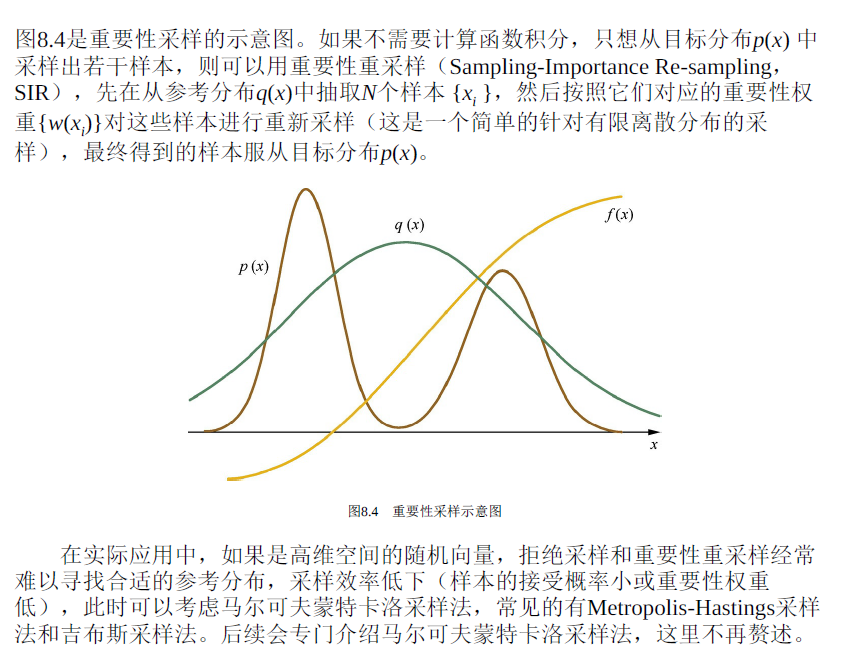 图8.4是重要性采样的示意图。如果不需要计算函数积分，只想从目标分布p(x) 中
采样出若干样本，则可以用重要性重采样（Sampling-Importance Re-sampling，
SIR），先在从参考分布q(x)中抽取N个样本 {xi }，然后按照它们对应的重要性权
重{w(xi)}对这些样本进行重新采样（这是一个简单的针对有限离散分布的采
样），最终得到的样本服从目标分布p(x)。
f(x)
q (x)
p (x)
x
图8.4 重要性采样示意图
在实际应用中，如果是高维空间的随机向量，拒绝采样和重要性重采样经常
难以寻找合适的参考分布，采样效率低下（样本的接受概率小或重要性权重
低），此时可以考虑马尔可夫蒙特卡洛采样法，常见的有Metropolis-Hastings采样
法和吉布斯采样法。后续会专门介绍马尔可夫蒙特卡洛采样法，这里不再赘述。